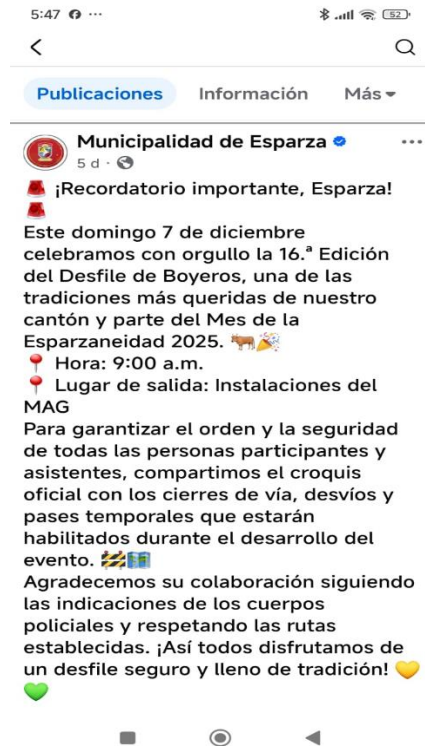 5:47
52
Publicaciones Información Más
Municipalidad de Esparza
5 d
🚨 ¡Recordatorio importante, Esparza!
🚨
Este domingo 7 de diciembre
celebramos con orgullo la 16.ª Edición
del Desfile de Boyeros, una de las
tradiciones más queridas de nuestro
cantón y parte del Mes de la
Esparzaneidad 2025. 🐂🎉
📍 Hora: 9:00 a.m.
📍 Lugar de salida: Instalaciones del
MAG
Para garantizar el orden y la seguridad
de todas las personas participantes y
asistentes, compartimos el croquis
oficial con los cierres de vía, desvíos y
pases temporales que estarán
habilitados durante el desarrollo del
evento. 🚧🗺️
Agradecemos su colaboración siguiendo
las indicaciones de los cuerpos
policiales y respetando las rutas
establecidas. ¡Así todos disfrutamos de
un desfile seguro y lleno de tradición! 💛
💚